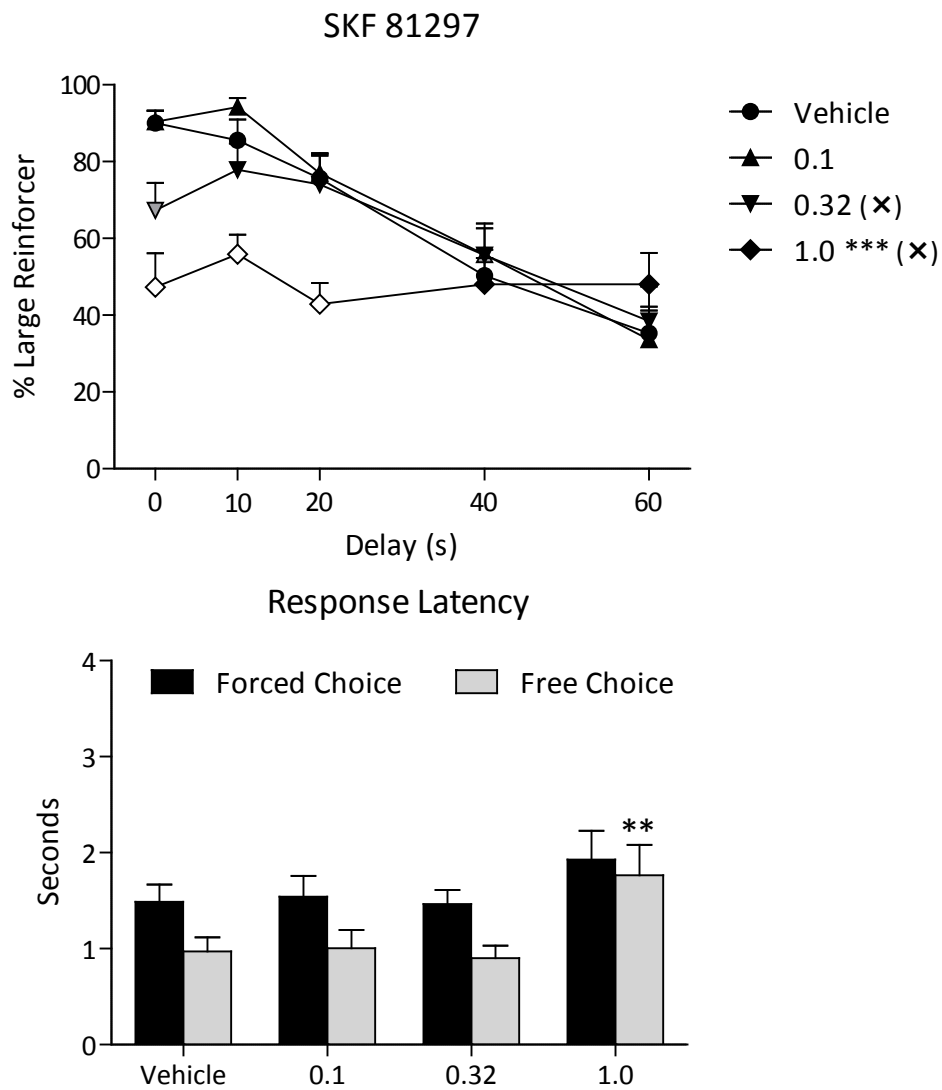 SKF 81297
100
80
60
40
20
0
% Large Reinforcer
0 10 20 40 60
Delay (s)
Vehicle
0.1
0.32 (×)
1.0 *** (×)
Response Latency
Forced Choice Free Choice
4
3
2
1
0
Seconds
**
Vehicle 0.1 0.32 1.0